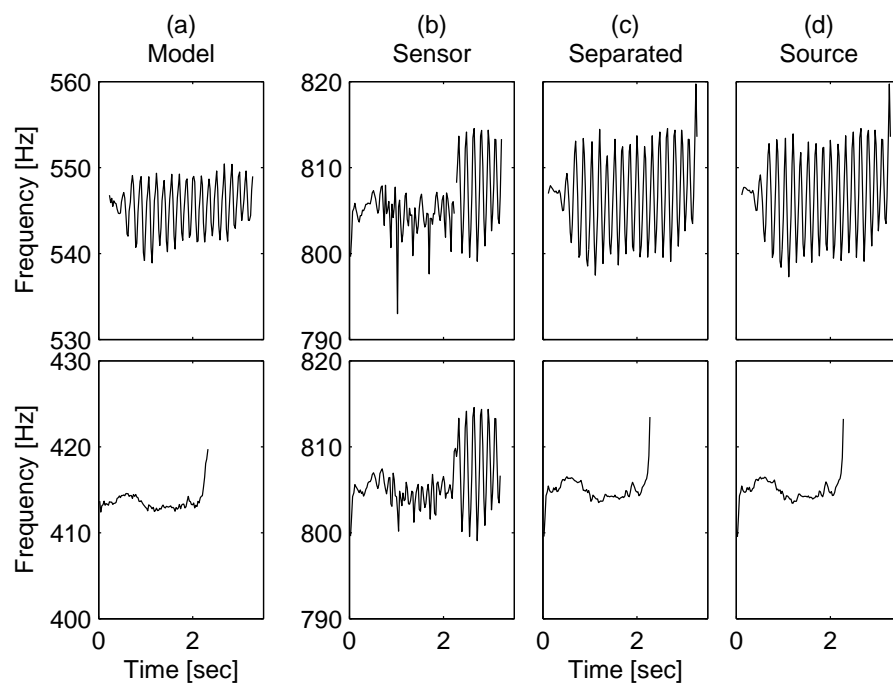 (a) (b) (c) (d)
Model Sensor Separated Source
560 820
550 810
540 800
530 790
Frequency [Hz]
430 820
420 810
410 800
400 790
Frequency [Hz]
0 2 0 2 0 2 0 2
Time [sec] Time [sec]